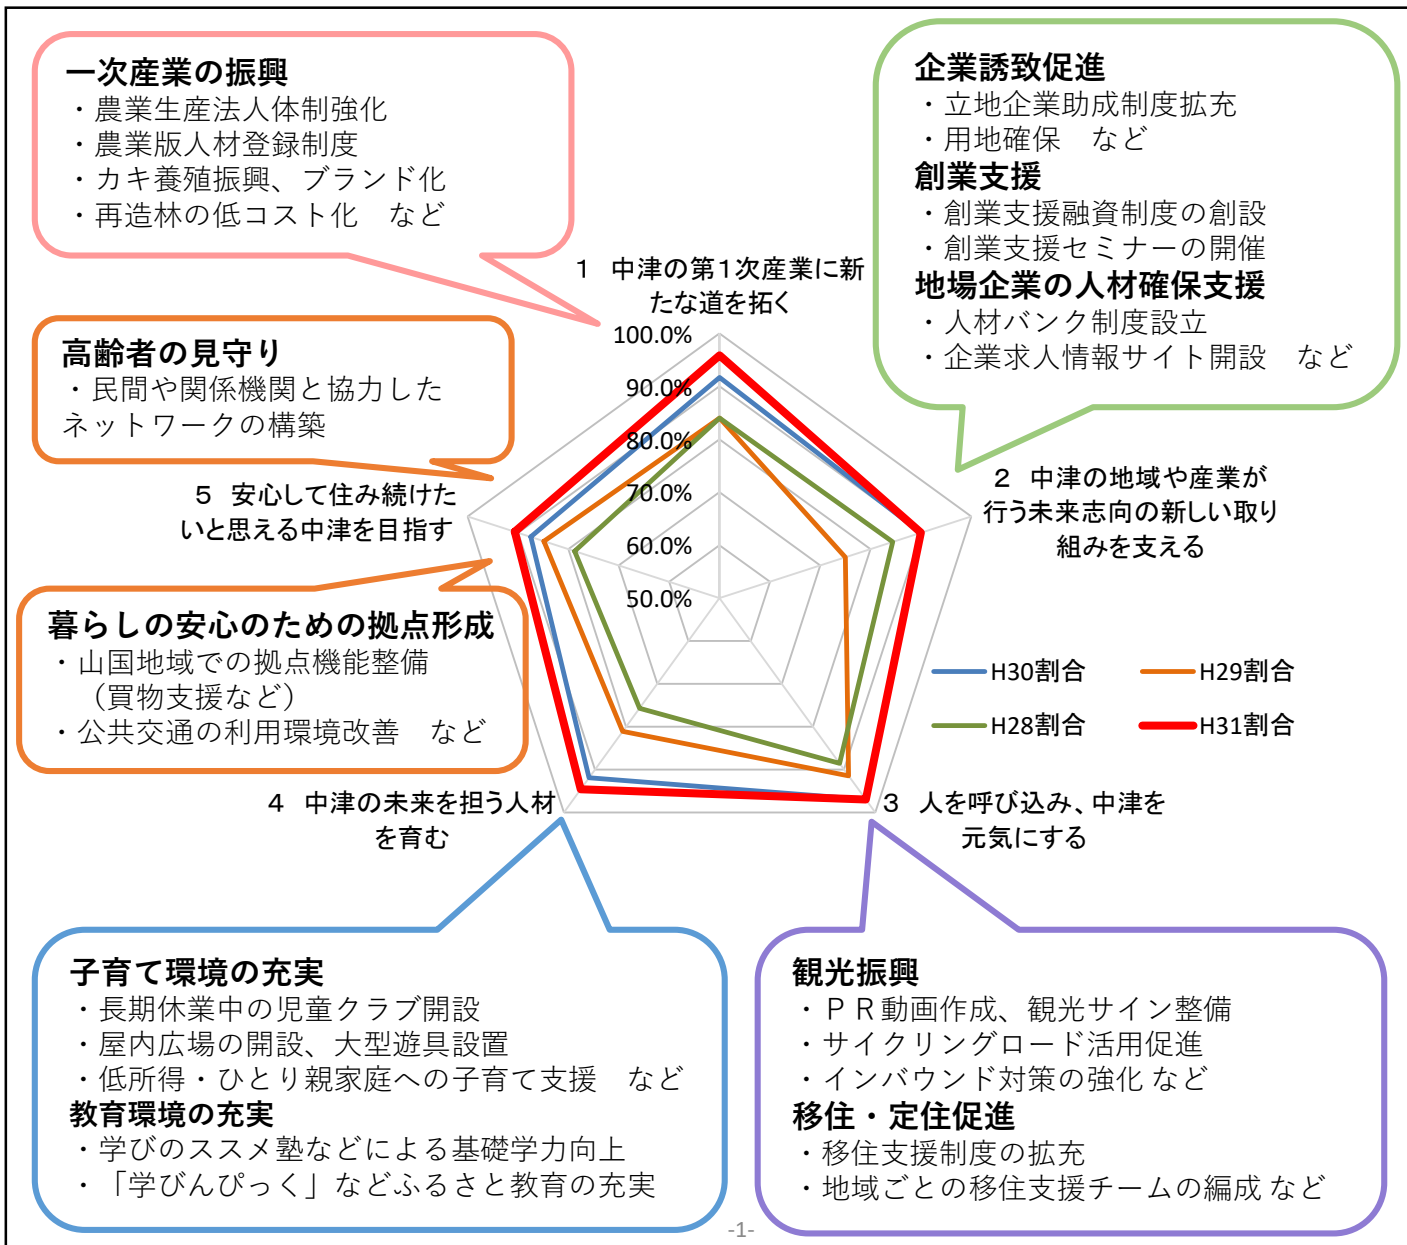 一次産業の振興
・農業生産法人体制強化
・農業版人材登録制度
・カキ養殖振興、ブランド化
・再造林の低コスト化　など
企業誘致促進
・立地企業助成制度拡充
・用地確保　など
創業支援
・創業支援融資制度の創設
・創業支援セミナーの開催
地場企業の人材確保支援
・人材バンク制度設立
・企業求人情報サイト開設　など
1　中津の第1次産業に新
たな道を拓く
高齢者の見守り
・民間や関係機関と協力した
ネットワークの構築
100.0%
90.0%
80.0%
70.0%
60.0%
50.0%
5　安心して住み続けた
いと思える中津を目指す
2　中津の地域や産業が
行う未来志向の新しい取り
組みを支える
暮らしの安心のための拠点形成
・山国地域での拠点機能整備
（買物支援など）
・公共交通の利用環境改善　など
H30割合
H29割合
H28割合
H31割合
4　中津の未来を担う人材
を育む
3　人を呼び込み、中津を
元気にする
子育て環境の充実
・長期休業中の児童クラブ開設
・屋内広場の開設、大型遊具設置
・低所得・ひとり親家庭への子育て支援　など
教育環境の充実
・学びのススメ塾などによる基礎学力向上
・「学びんぴっく」などふるさと教育の充実
観光振興
・ＰＲ動画作成、観光サイン整備
・サイクリングロード活用促進
・インバウンド対策の強化 など
移住・定住促進
・移住支援制度の拡充
・地域ごとの移住支援チームの編成 など
-1-